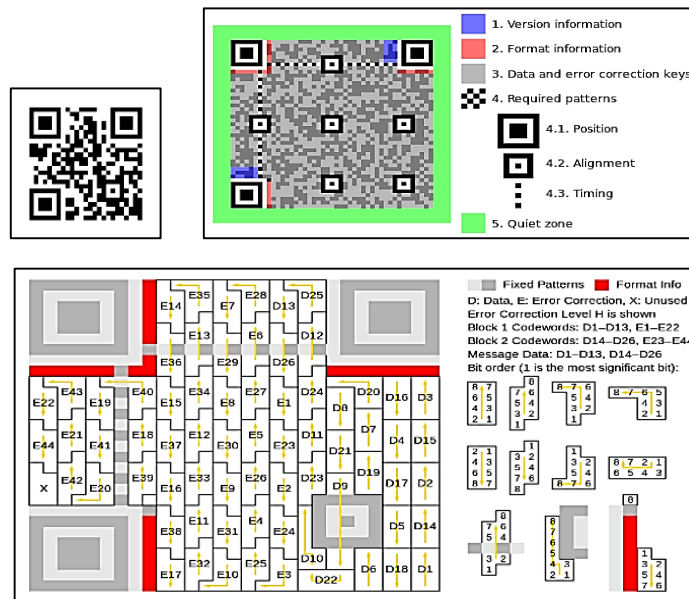 1. Version information
2. Format information
3. Data and error correction keys
4. Required patterns
4.1. Position
4.2. Alignment
4.3. Timing
5. Quiet zone
Fixed Patterns Format Info
D: Data, E: Error Correction, X: Unused
Error Correction Level H is shown
Block 1 Codewords: D1–D13, E1–E22
Block 2 Codewords: D14–D26, E23–E44
Message Data: D1–D13, D14–D26
Bit order (1 is the most significant bit):
E14 E35 E7 E28 D13 D25
E13 E6 D12
E36 E29 E1 D26
E22 E43 E19 E40 E15 E34 E8 E27 E1 D24 D8 D20 D16 D3
E44 E21 E41 E18 E37 E12 E30 E5 E23 D11 D21 D7 D4 D15
X E42 E20 E39 E16 E33 E9 E26 E2 D23 D9 D19 D17 D2
E38 E11 E31 E4 E24 D10 D5 D14
E17 E32 E10 E25 E3 D22 D6 D18 D1